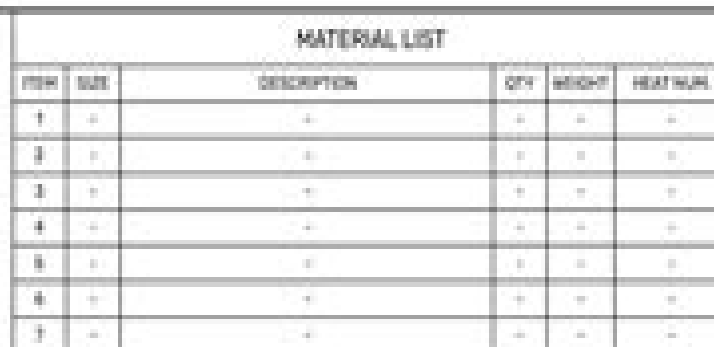 MATERIAL LIST
ITEM SIZE DESCRIPTION QTY WEIGHT HEAT NUM.
1 - - - - -
2 - - - - -
3 - - - - -
4 - - - - -
5 - - - - -
6 - - - - -
7 - - - - -